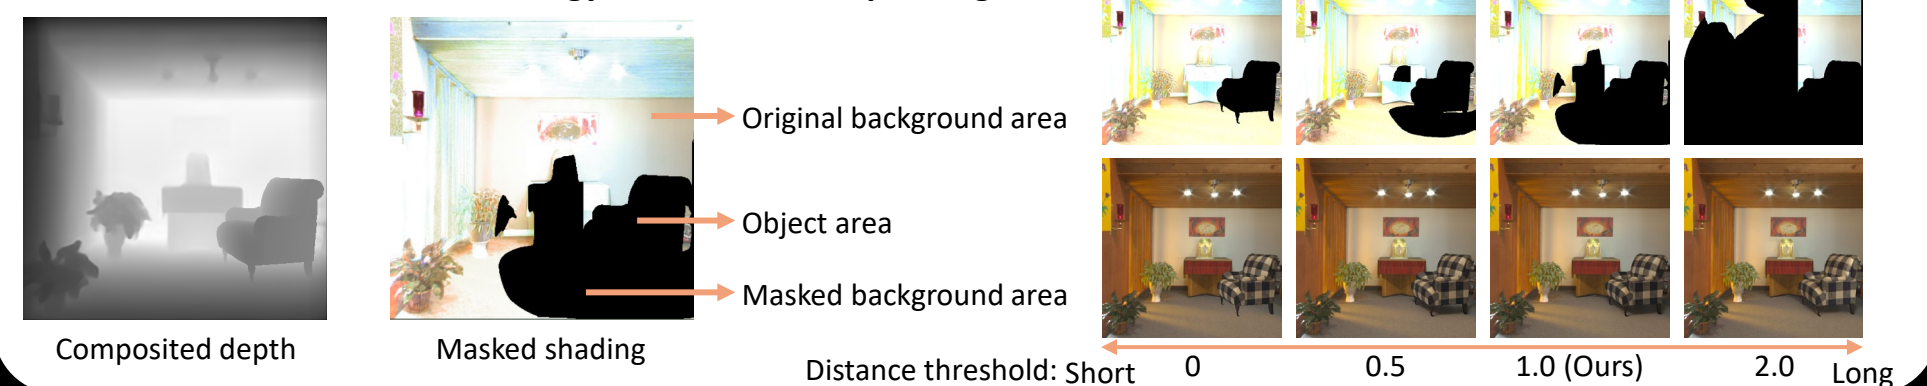 Original background area
Object area
Masked background area
Composited depth
Masked shading
Distance threshold: Short 0 0.5 1.0 (Ours) 2.0 Long